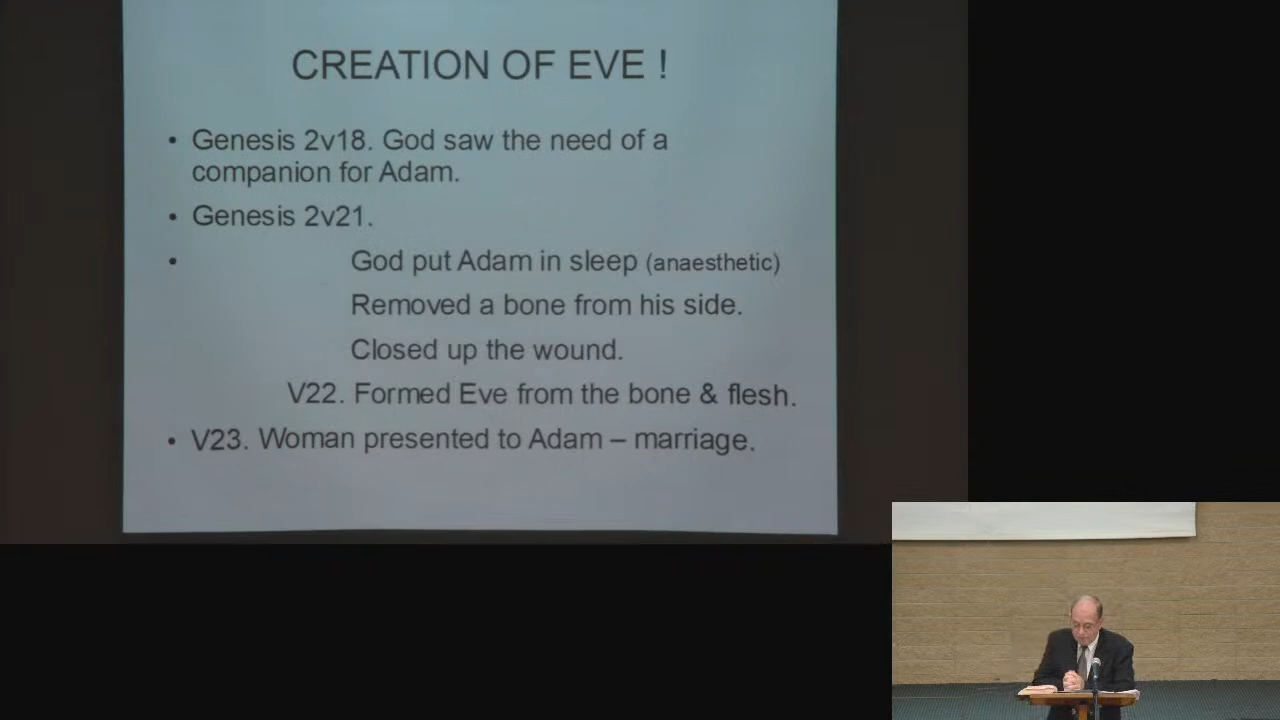 CREATION OF EVE !
• Genesis 2v18. God saw the need of a
companion for Adam.
• Genesis 2v21.
• God put Adam in sleep (anaesthetic)
Removed a bone from his side.
Closed up the wound.
V22. Formed Eve from the bone & flesh.
• V23. Woman presented to Adam – marriage.